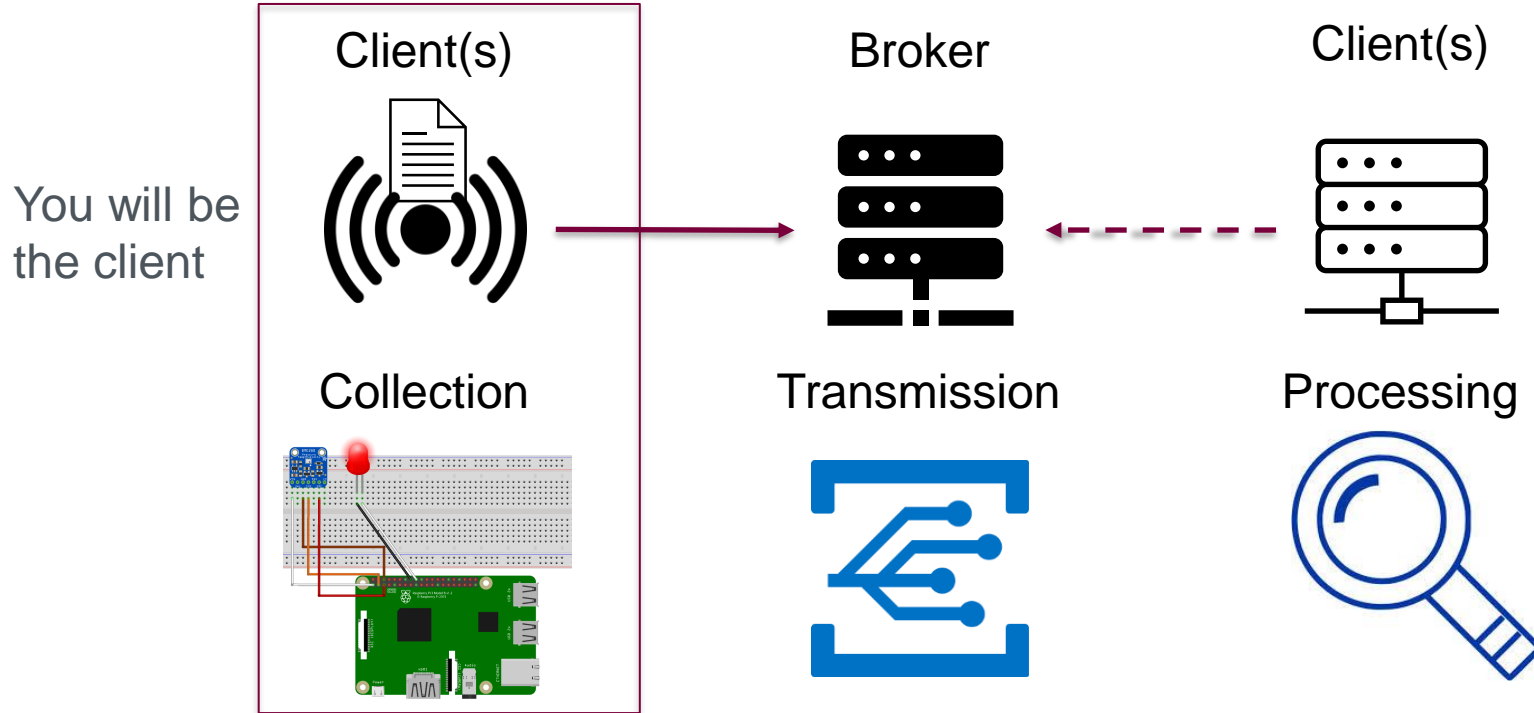 Client(s)
Broker
Client(s)
You will be
the client
Collection
Transmission
Processing